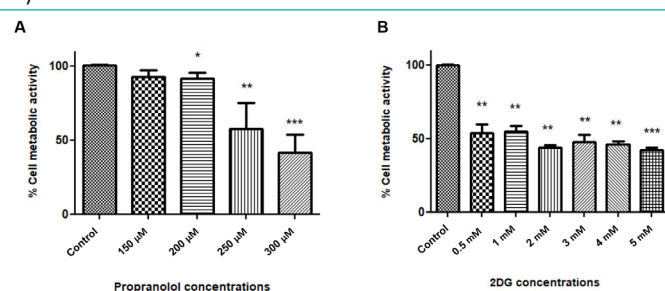 A
% Cell metabolic activity
100
50
0
*
**
***
Control
150 µM
200 µM
250 µM
300 µM
Propranolol concentrations
B
% Cell metabolic activity
100
50
0
**
**
**
**
**
***
Control
0.5 mM
1 mM
2 mM
3 mM
4 mM
5 mM
2DG concentrations